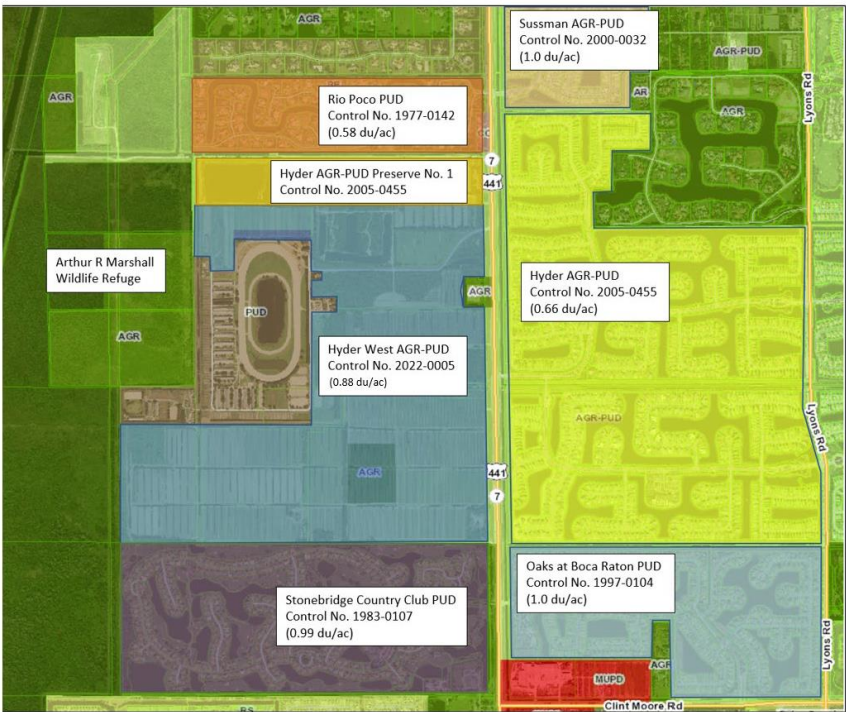 AGR
Sussman AGR-PUD
Control No. 2000-0032
(1.0 du/ac)
AGR-PUD
Lyons Rd
AGR
AR
AGR
Rio Poco PUD
Control No. 1977-0142
(0.58 du/ac)
7
441
Hyder AGR-PUD Preserve No. 1
Control No. 2005-0455
Arthur R Marshall
Wildlife Refuge
AGR
PUD
AGR
Hyder AGR-PUD
Control No. 2005-0455
(0.66 du/ac)
Hyder West AGR-PUD
Control No. 2022-0005
(0.88 du/ac)
AGR-PUD
Lyons Rd
AGR
441
7
Oaks at Boca Raton PUD
Control No. 1997-0104
(1.0 du/ac)
Stonebridge Country Club PUD
Control No. 1983-0107
(0.99 du/ac)
Lyons Rd
AGR
MUPD
Clint Moore Rd
RS